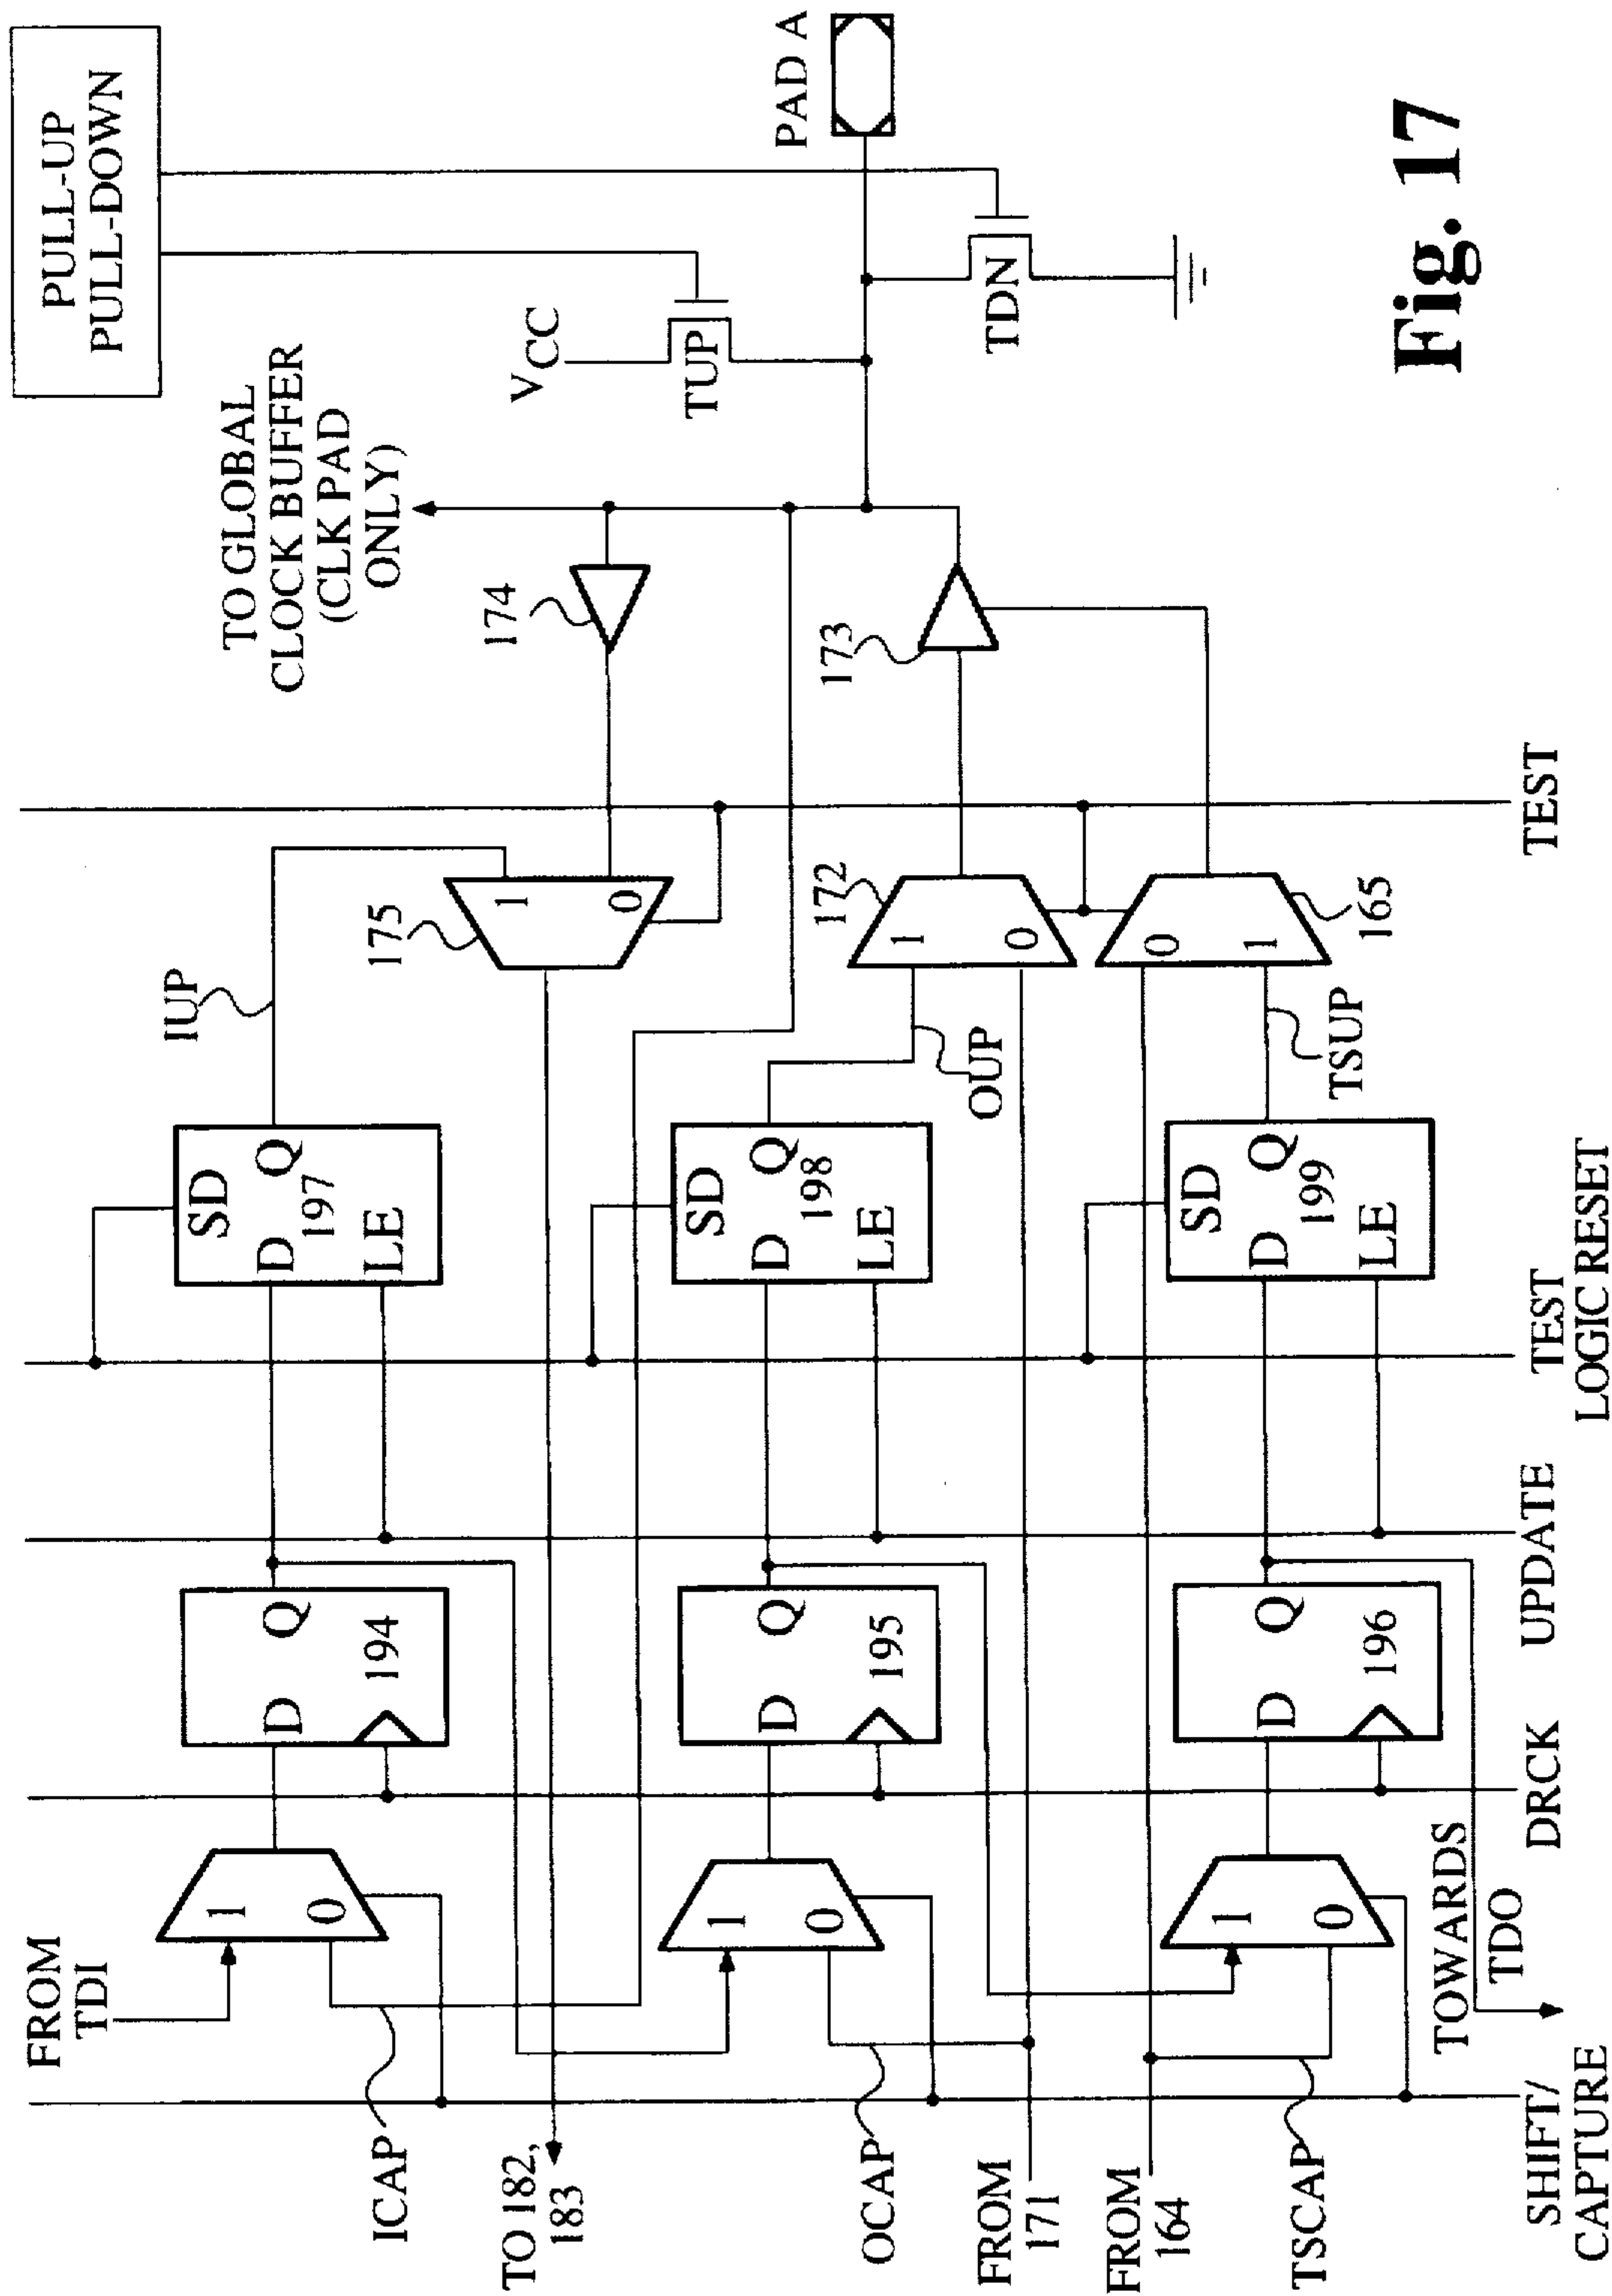 PULL-UP
PULL-DOWN
PAD A
TO GLOBAL
CLOCK BUFFER
(CLK PAD
ONLY)
VCC
TUP
TDN
174
173
IUP
175
172
165
OUP
TSUP
TEST
SD
D Q
197
LE
SD
D Q
198
LE
SD
D Q
199
LE
TEST
LOGIC RESET
D Q
194
D Q
195
D Q
196
UPDATE
DRCK
FROM
TDI
1
0
1
0
1
0
1
0
1
0
0
1
TOWARDS
TDO
ICAP
TO 182,
183
OCAP
FROM
171
FROM
164
TSCAP
SHIFT/
CAPTURE
Fig. 17